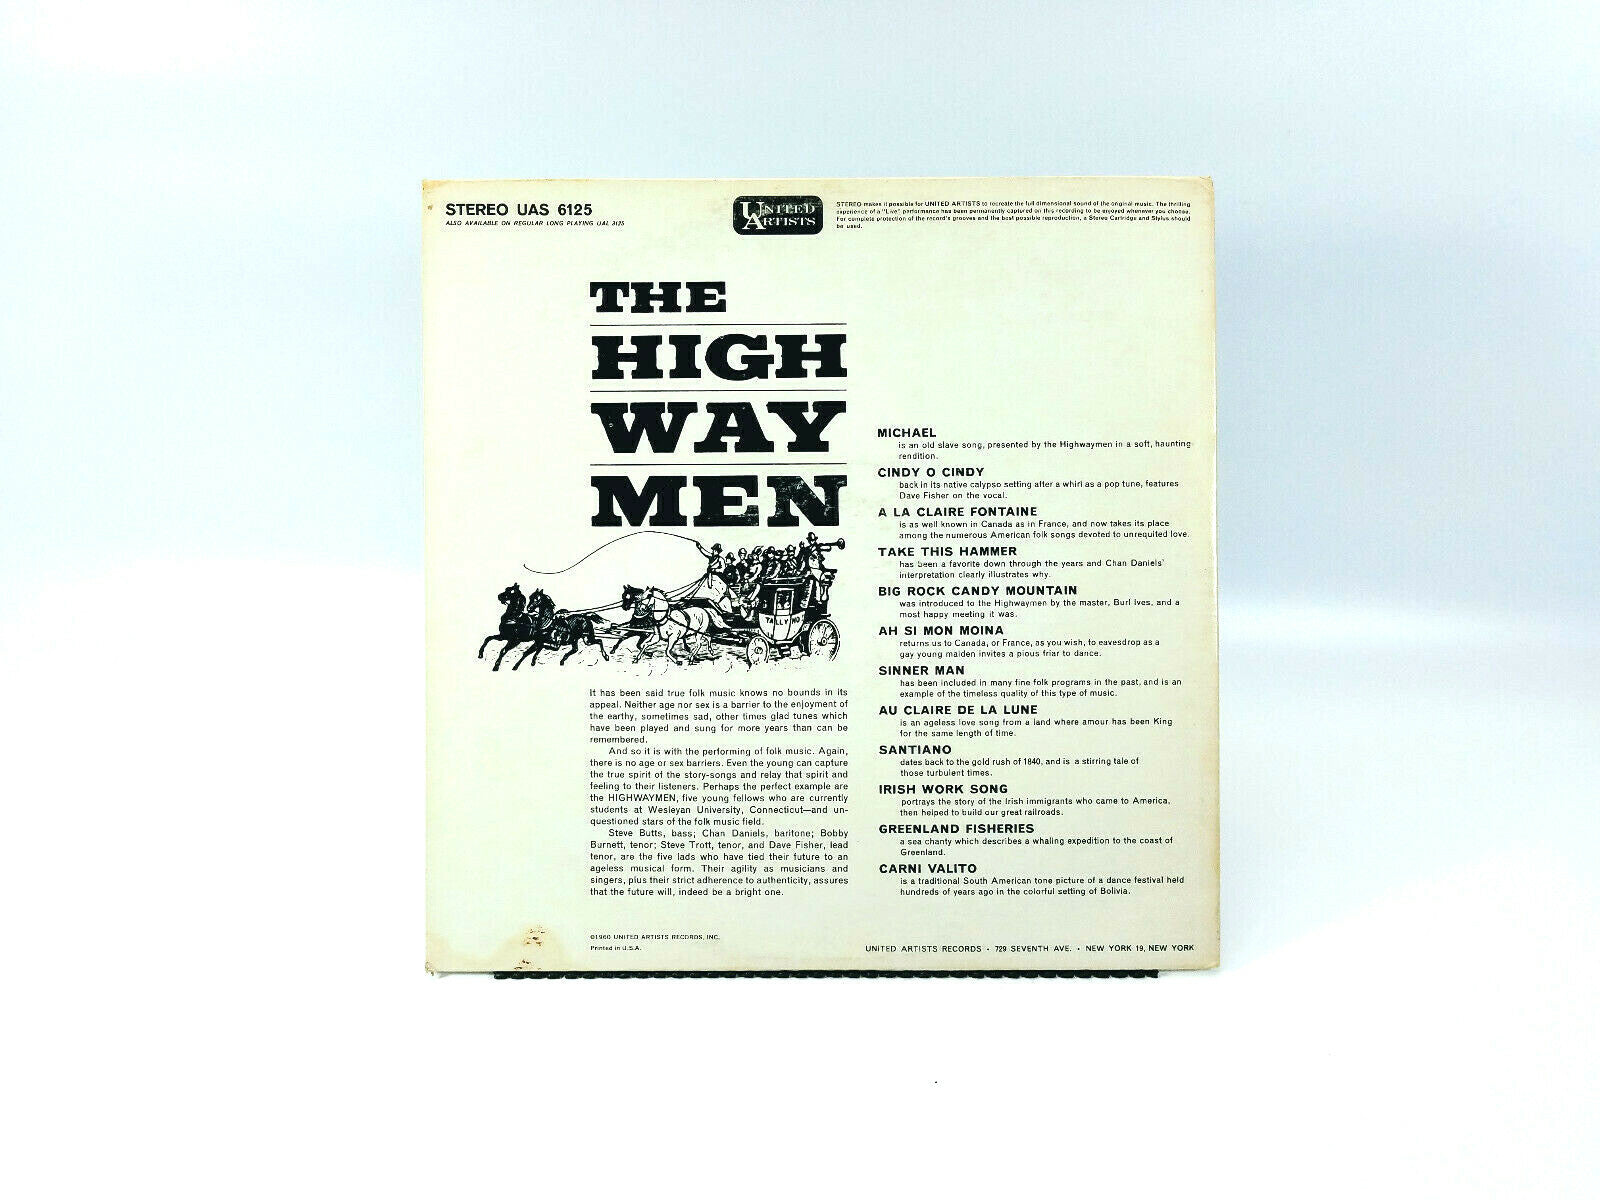 STEREO UAS 6125
ALSO AVAILABLE ON REGULAR LONG PLAYING UAL 3125
UNITED
ARTISTS
STEREO makes it possible for UNITED ARTISTS to recreate the full dimensional sound of the original music. The thrilling
experience of a "Live" performance has been permanently captured on this recording to be enjoyed whenever you choose.
For complete protection of the record's grooves and the best possible reproduction, a Stereo Cartridge and Stylus should
be used.
THE
HIGH
WAY
MEN
TALLY HO
It has been said true folk music knows no bounds in its
appeal. Neither age nor sex is a barrier to the enjoyment of
the earthy, sometimes sad, other times glad tunes which
have been played and sung for more years than can be
remembered.
And so it is with the performing of folk music. Again,
there is no age or sex barriers. Even the young can capture
the true spirit of the story-songs and relay that spirit and
feeling to their listeners. Perhaps the perfect example are
the HIGHWAYMEN, five young fellows who are currently
students at Wesleyan University, Connecticut—and un-
questioned stars of the folk music field.
Steve Butts, bass; Chan Daniels, baritone; Bobby
Burnett, tenor; Steve Trott, tenor, and Dave Fisher, lead
tenor, are the five lads who have tied their future to an
ageless musical form. Their agility as musicians and
singers, plus their strict adherence to authenticity, assures
that the future will, indeed be a bright one.
MICHAEL
is an old slave song, presented by the Highwaymen in a soft, haunting
rendition.
CINDY O CINDY
back in its native calypso setting after a whirl as a pop tune, features
Dave Fisher on the vocal.
A LA CLAIRE FONTAINE
is as well known in Canada as in France, and now takes its place
among the numerous American folk songs devoted to unrequited love.
TAKE THIS HAMMER
has been a favorite down through the years and Chan Daniels'
interpretation clearly illustrates why.
BIG ROCK CANDY MOUNTAIN
was introduced to the Highwaymen by the master, Burl Ives, and a
most happy meeting it was.
AH SI MON MOINA
returns us to Canada, or France, as you wish, to eavesdrop as a
gay young maiden invites a pious friar to dance.
SINNER MAN
has been included in many fine folk programs in the past, and is an
example of the timeless quality of this type of music.
AU CLAIRE DE LA LUNE
is an ageless love song from a land where amour has been King
for the same length of time.
SANTIANO
dates back to the gold rush of 1840, and is a stirring tale of
those turbulent times.
IRISH WORK SONG
portrays the story of the Irish immigrants who came to America,
then helped to build our great railroads.
GREENLAND FISHERIES
a sea chanty which describes a whaling expedition to the coast of
Greenland.
CARNI VALITO
is a traditional South American tone picture of a dance festival held
hundreds of years ago in the colorful setting of Bolivia.
©1960 UNITED ARTISTS RECORDS, INC.
Printed in U.S.A.
UNITED ARTISTS RECORDS • 729 SEVENTH AVE. • NEW YORK 19, NEW YORK